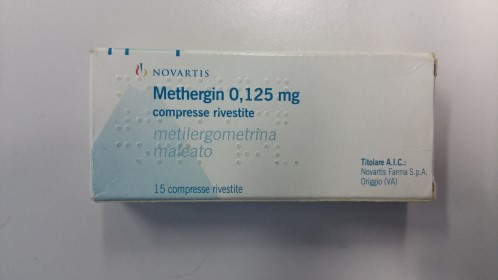 NOVARTIS
Methergin 0,125 mg
compresse rivestite
metilergometrina
maleato
15 compresse rivestite
Titolare A.I.C.:
Novartis Farma S.p.A.
Origgio (VA)